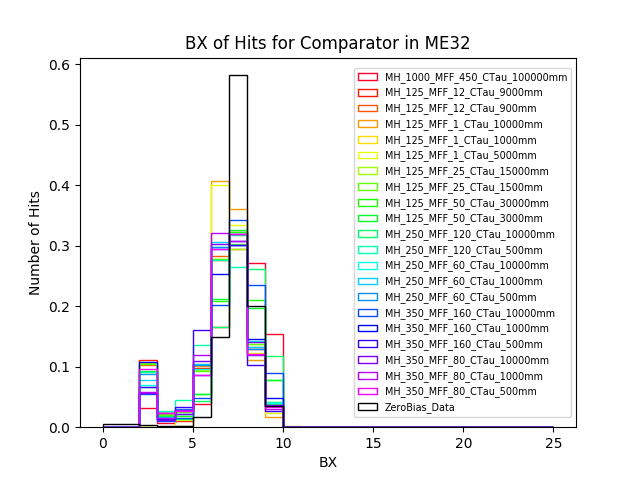 BX of Hits for Comparator in ME32
0.6
0.5
0.4
0.3
0.2
0.1
0.0
Number of Hits
0
5
10
15
20
25
BX
MH_1000_MFF_450_CTau_100000mm
MH_125_MFF_12_CTau_9000mm
MH_125_MFF_12_CTau_900mm
MH_125_MFF_1_CTau_10000mm
MH_125_MFF_1_CTau_1000mm
MH_125_MFF_1_CTau_5000mm
MH_125_MFF_25_CTau_15000mm
MH_125_MFF_25_CTau_1500mm
MH_125_MFF_50_CTau_30000mm
MH_125_MFF_50_CTau_3000mm
MH_250_MFF_120_CTau_10000mm
MH_250_MFF_120_CTau_500mm
MH_250_MFF_60_CTau_10000mm
MH_250_MFF_60_CTau_1000mm
MH_250_MFF_60_CTau_500mm
MH_350_MFF_160_CTau_10000mm
MH_350_MFF_160_CTau_1000mm
MH_350_MFF_160_CTau_500mm
MH_350_MFF_80_CTau_10000mm
MH_350_MFF_80_CTau_1000mm
MH_350_MFF_80_CTau_500mm
ZeroBias_Data